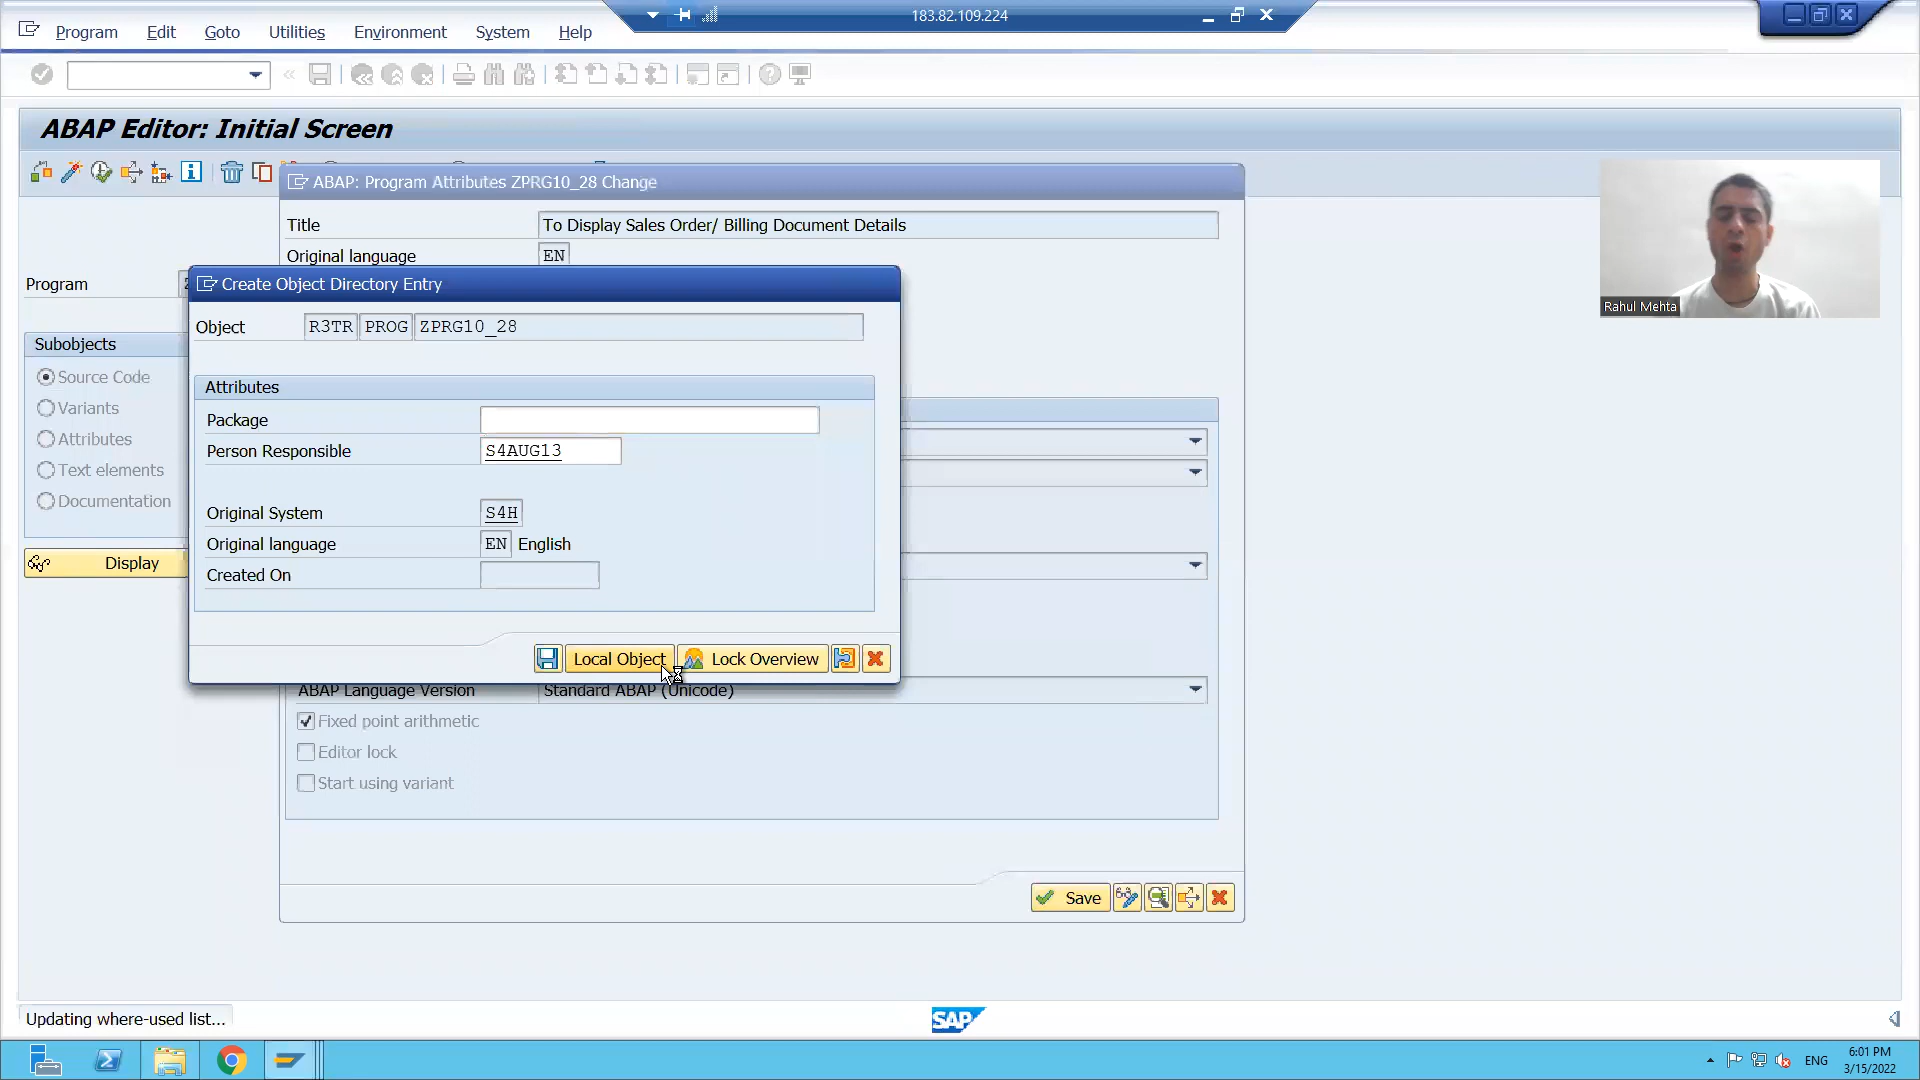 183.82.109.224
Program Edit Goto Utilities Environment System Help
ABAP Editor: Initial Screen
ABAP: Program Attributes ZPRG10_28 Change
Title To Display Sales Order/ Billing Document Details
Original language EN
Program
Create Object Directory Entry
Object R3TR PROG ZPRG10_28
Attributes
Package
Person Responsible S4AUG13
Original System S4H
Original language EN English
Created On
Local Object Lock Overview
Subobjects
Source Code
Variants
Attributes
Text elements
Documentation
Display
ABAP Language Version Standard ABAP (Unicode)
Fixed point arithmetic
Editor lock
Start using variant
Save
Rahul Mehta
Updating where-used list...
SAP
ENG
6:01 PM
3/15/2022